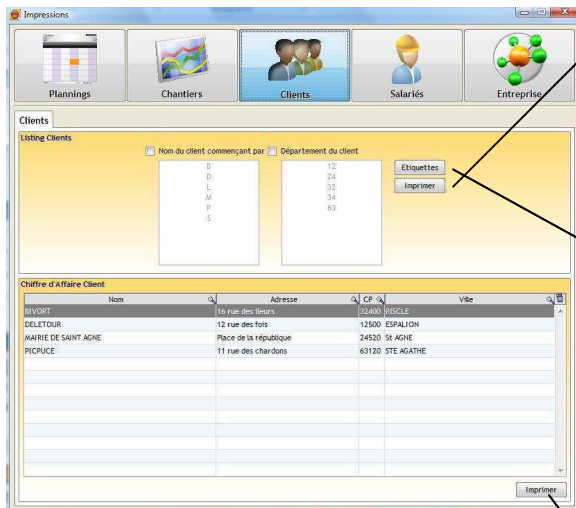 Impressions
Plannings Chantiers Clients Salariés Entreprise
Clients
Listing Clients
Nom du client commençant par Département du client
B 12 Etiquettes
D 24 Imprimer
L 32
M 34
P 63
S
Chiffre d'Affaire Client
Nom Adresse CP Ville
BIVORT 16 rue des fleurs 32400 RISCLE
DELETOUR 12 rue des fois 12500 ESPALION
MAIRIE DE SAINT AGNE Place de la république 24520 St AGNE
PICPUCE 11 rue des chardons 63120 STE AGATHE
Imprimer